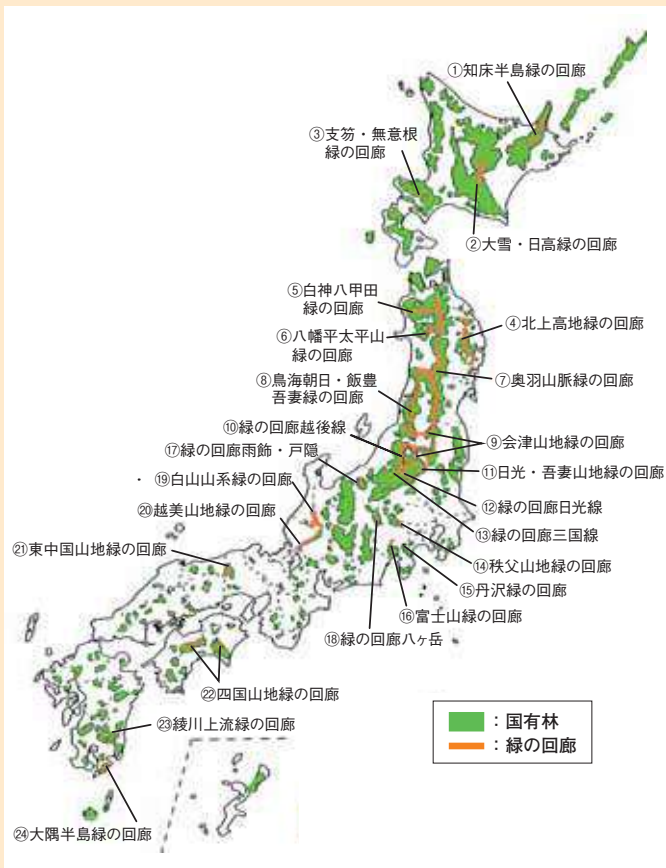 ①知床半島緑の回廊
③支笏・無意根
緑の回廊
②大雪・日高緑の回廊
⑤白神八甲田
緑の回廊
④北上高地緑の回廊
⑥八幡平太平山
緑の回廊
⑧鳥海朝日・飯豊
吾妻緑の回廊
⑦奥羽山脈緑の回廊
⑩緑の回廊越後線
⑨会津山地緑の回廊
⑰緑の回廊雨飾・戸隠
⑪日光・吾妻山地緑の回廊
⑲白山山系緑の回廊
⑫緑の回廊日光線
⑳越美山地緑の回廊
⑬緑の回廊三国線
㉑東中国山地緑の回廊
⑭秩父山地緑の回廊
⑮丹沢緑の回廊
⑯富士山緑の回廊
⑱緑の回廊八ヶ岳
㉒四国山地緑の回廊
㉓綾川上流緑の回廊
㉔大隅半島緑の回廊
:国有林
:緑の回廊